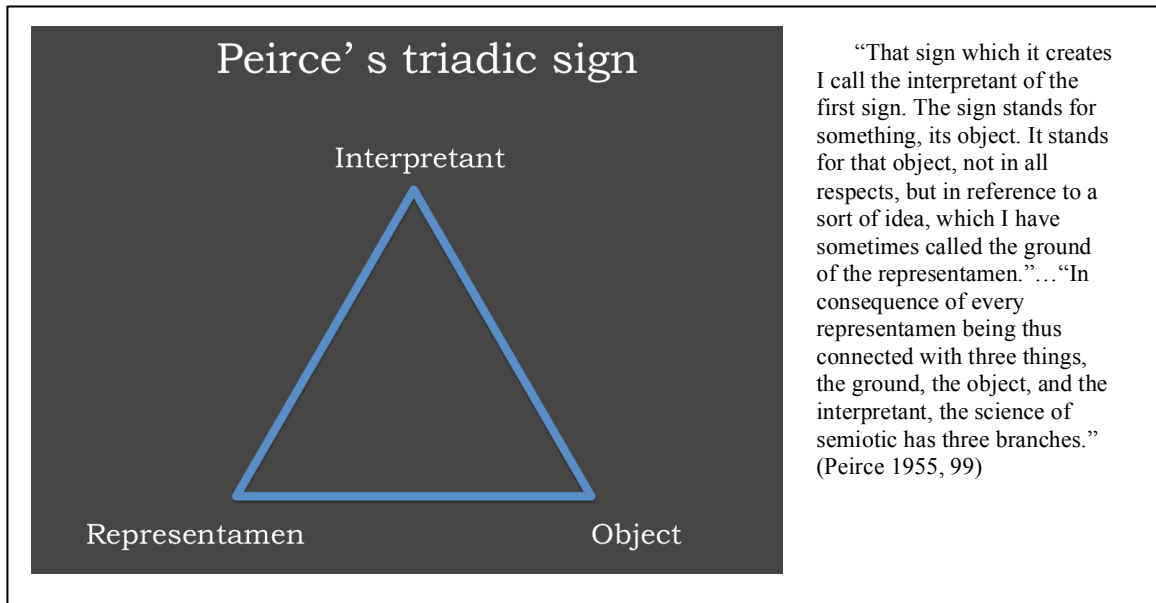 Peirce’ s triadic sign
Interpretant
Representamen
Object
“That sign which it creates
I call the interpretant of the
first sign. The sign stands for
something, its object. It stands
for that object, not in all
respects, but in reference to a
sort of idea, which I have
sometimes called the ground
of the representamen.”…“In
consequence of every
representamen being thus
connected with three things,
the ground, the object, and the
interpretant, the science of
semiotic has three branches.”
(Peirce 1955, 99)